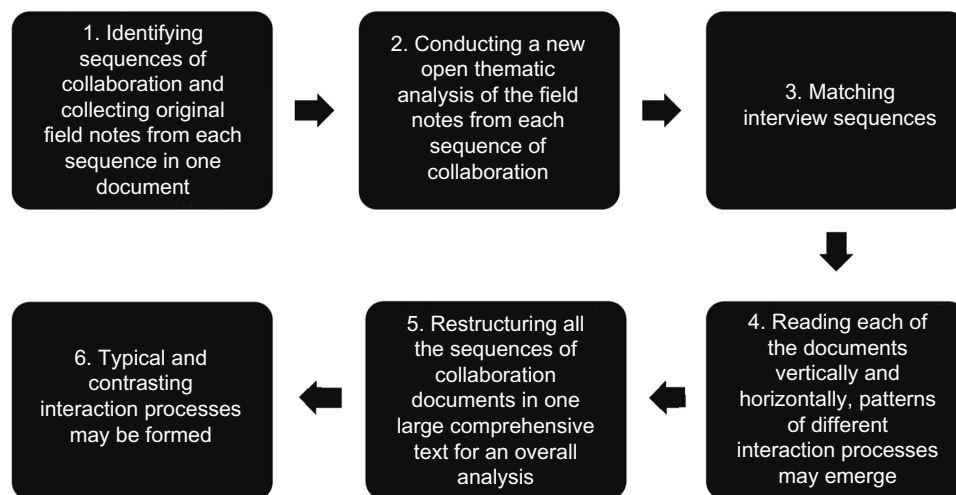 1. Identifying
sequences of
collaboration and
collecting original
field notes from each
sequence in one
document
2. Conducting a new
open thematic
analysis of the field
notes from each
sequence of
collaboration
3. Matching
interview sequences
4. Reading each of
the documents
vertically and
horizontally, patterns
of different
interaction processes
may emerge
5. Restructuring all
the sequences of
collaboration
documents in one
large comprehensive
text for an overall
analysis
6. Typical and
contrasting
interaction processes
may be formed